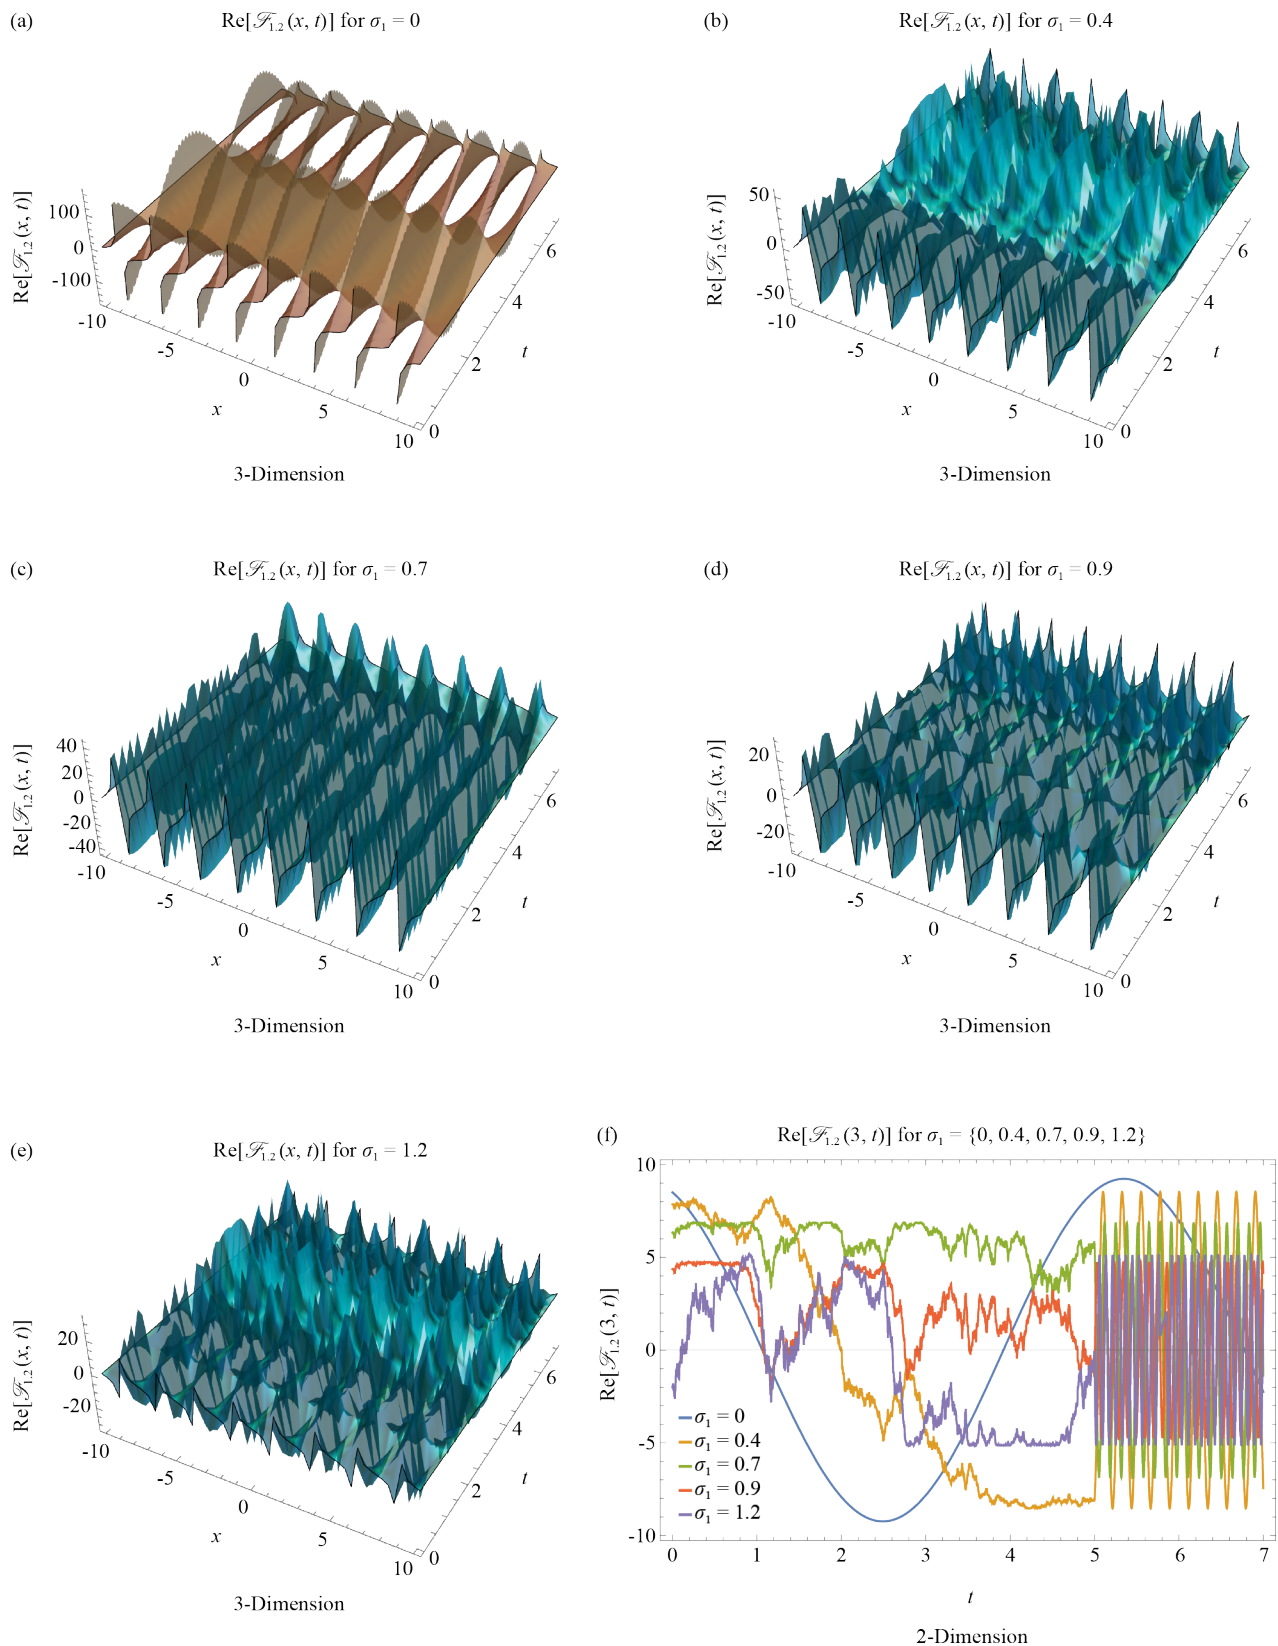 (a) Re[ℱ₁.₂(x, t)] for σ₁ = 0
Re[ℱ₁.₂(x, t)]
100
0
-100
-10
-5
0
5
10
x
0
2
4
6
t
3-Dimension
(b) Re[ℱ₁.₂(x, t)] for σ₁ = 0.4
Re[ℱ₁.₂(x, t)]
50
0
-50
-10
-5
0
5
10
x
0
2
4
6
t
3-Dimension
(c) Re[ℱ₁.₂(x, t)] for σ₁ = 0.7
Re[ℱ₁.₂(x, t)]
40
20
0
-20
-40
-10
-5
0
5
10
x
0
2
4
6
t
3-Dimension
(d) Re[ℱ₁.₂(x, t)] for σ₁ = 0.9
Re[ℱ₁.₂(x, t)]
20
0
-20
-10
-5
0
5
10
x
0
2
4
6
t
3-Dimension
(e) Re[ℱ₁.₂(x, t)] for σ₁ = 1.2
Re[ℱ₁.₂(x, t)]
20
0
-20
-10
-5
0
5
10
x
0
2
4
6
t
3-Dimension
(f) Re[ℱ₁.₂(3, t)] for σ₁ = {0, 0.4, 0.7, 0.9, 1.2}
Re[ℱ₁.₂(3, t)]
10
5
0
-5
-10
σ₁ = 0
σ₁ = 0.4
σ₁ = 0.7
σ₁ = 0.9
σ₁ = 1.2
0 1 2 3 4 5 6 7
t
2-Dimension